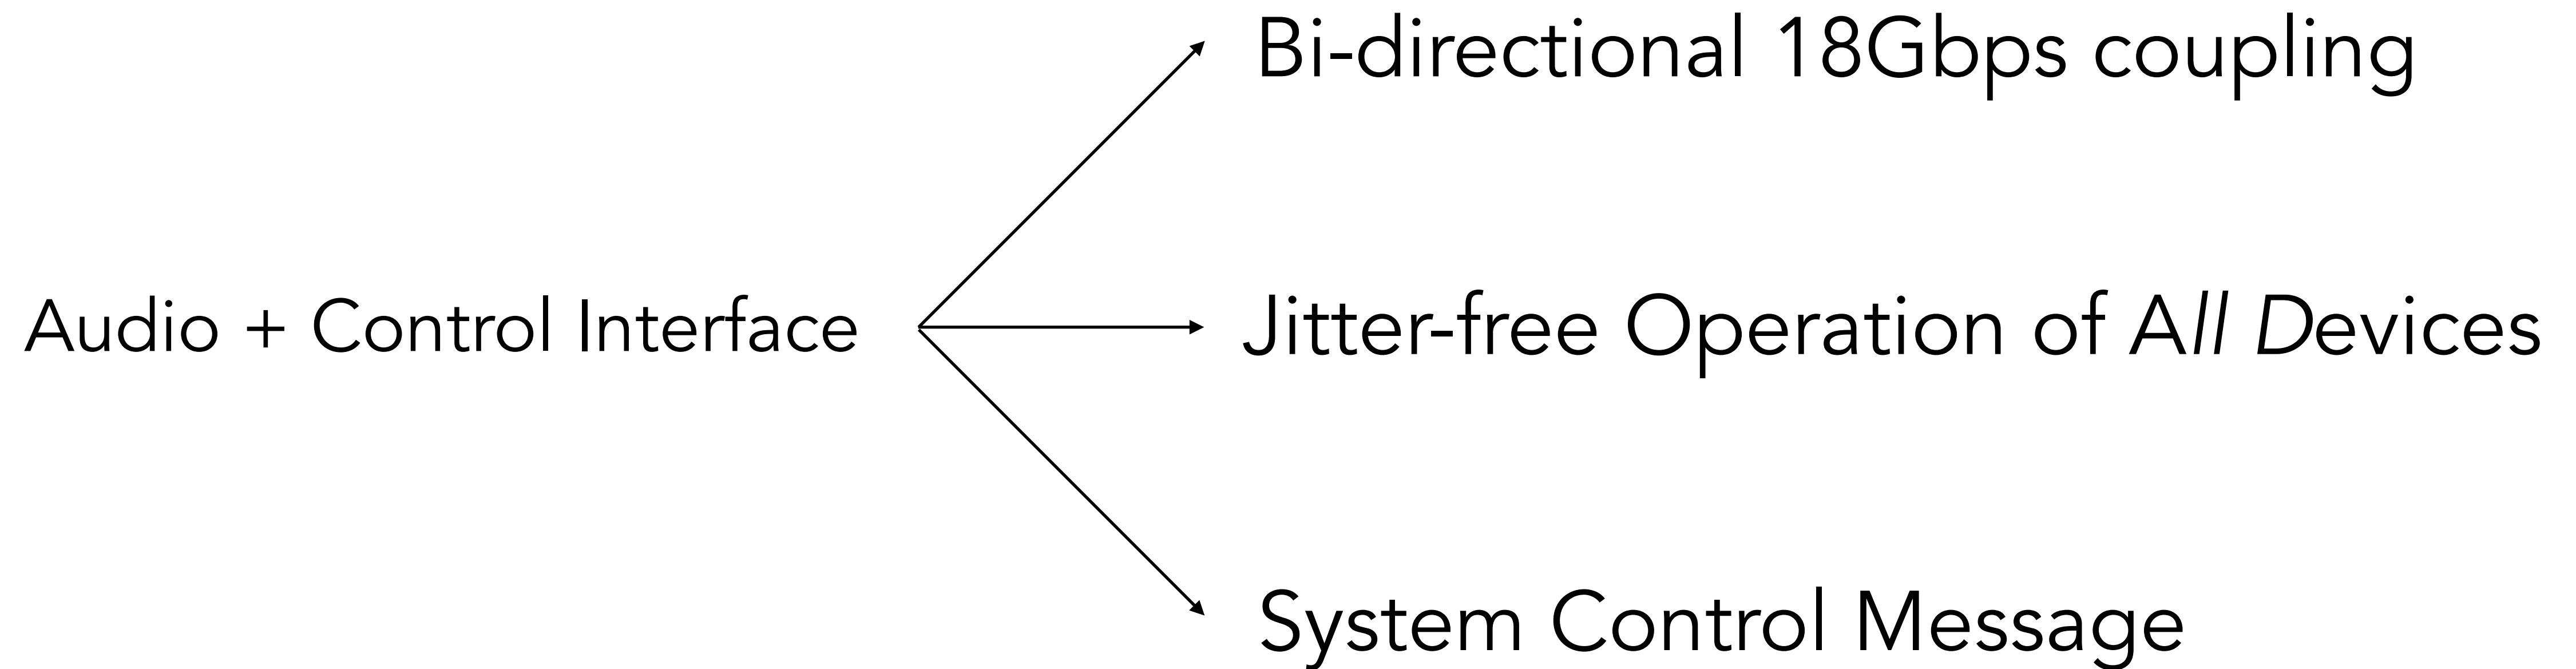 Bi-directional 18Gbps coupling
Audio + Control Interface
Jitter-free Operation of All Devices
System Control Message